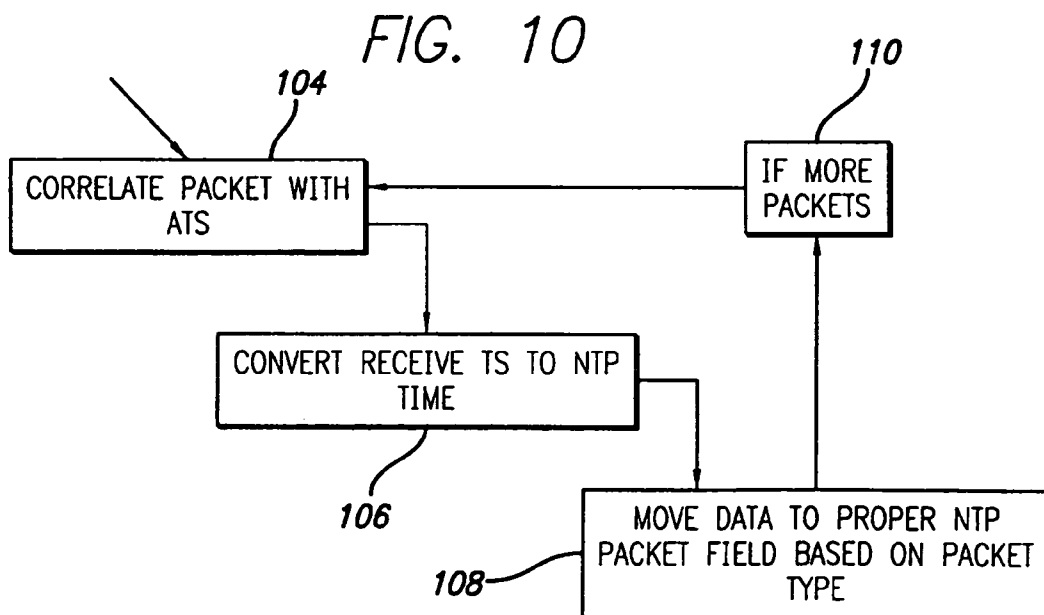 FIG. 10
104
110
CORRELATE PACKET WITH
ATS
IF MORE
PACKETS
CONVERT RECEIVE TS TO NTP
TIME
106
MOVE DATA TO PROPER NTP
PACKET FIELD BASED ON PACKET
TYPE
108